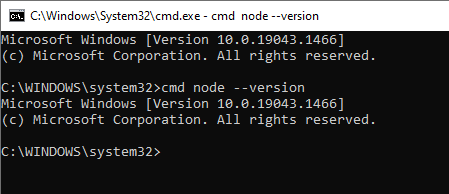 C:\Windows\System32\cmd.exe - cmd  node --version
Microsoft Windows [Version 10.0.19043.1466]
(c) Microsoft Corporation. All rights reserved.
C:\WINDOWS\system32>cmd node --version
Microsoft Windows [Version 10.0.19043.1466]
(c) Microsoft Corporation. All rights reserved.
C:\WINDOWS\system32>